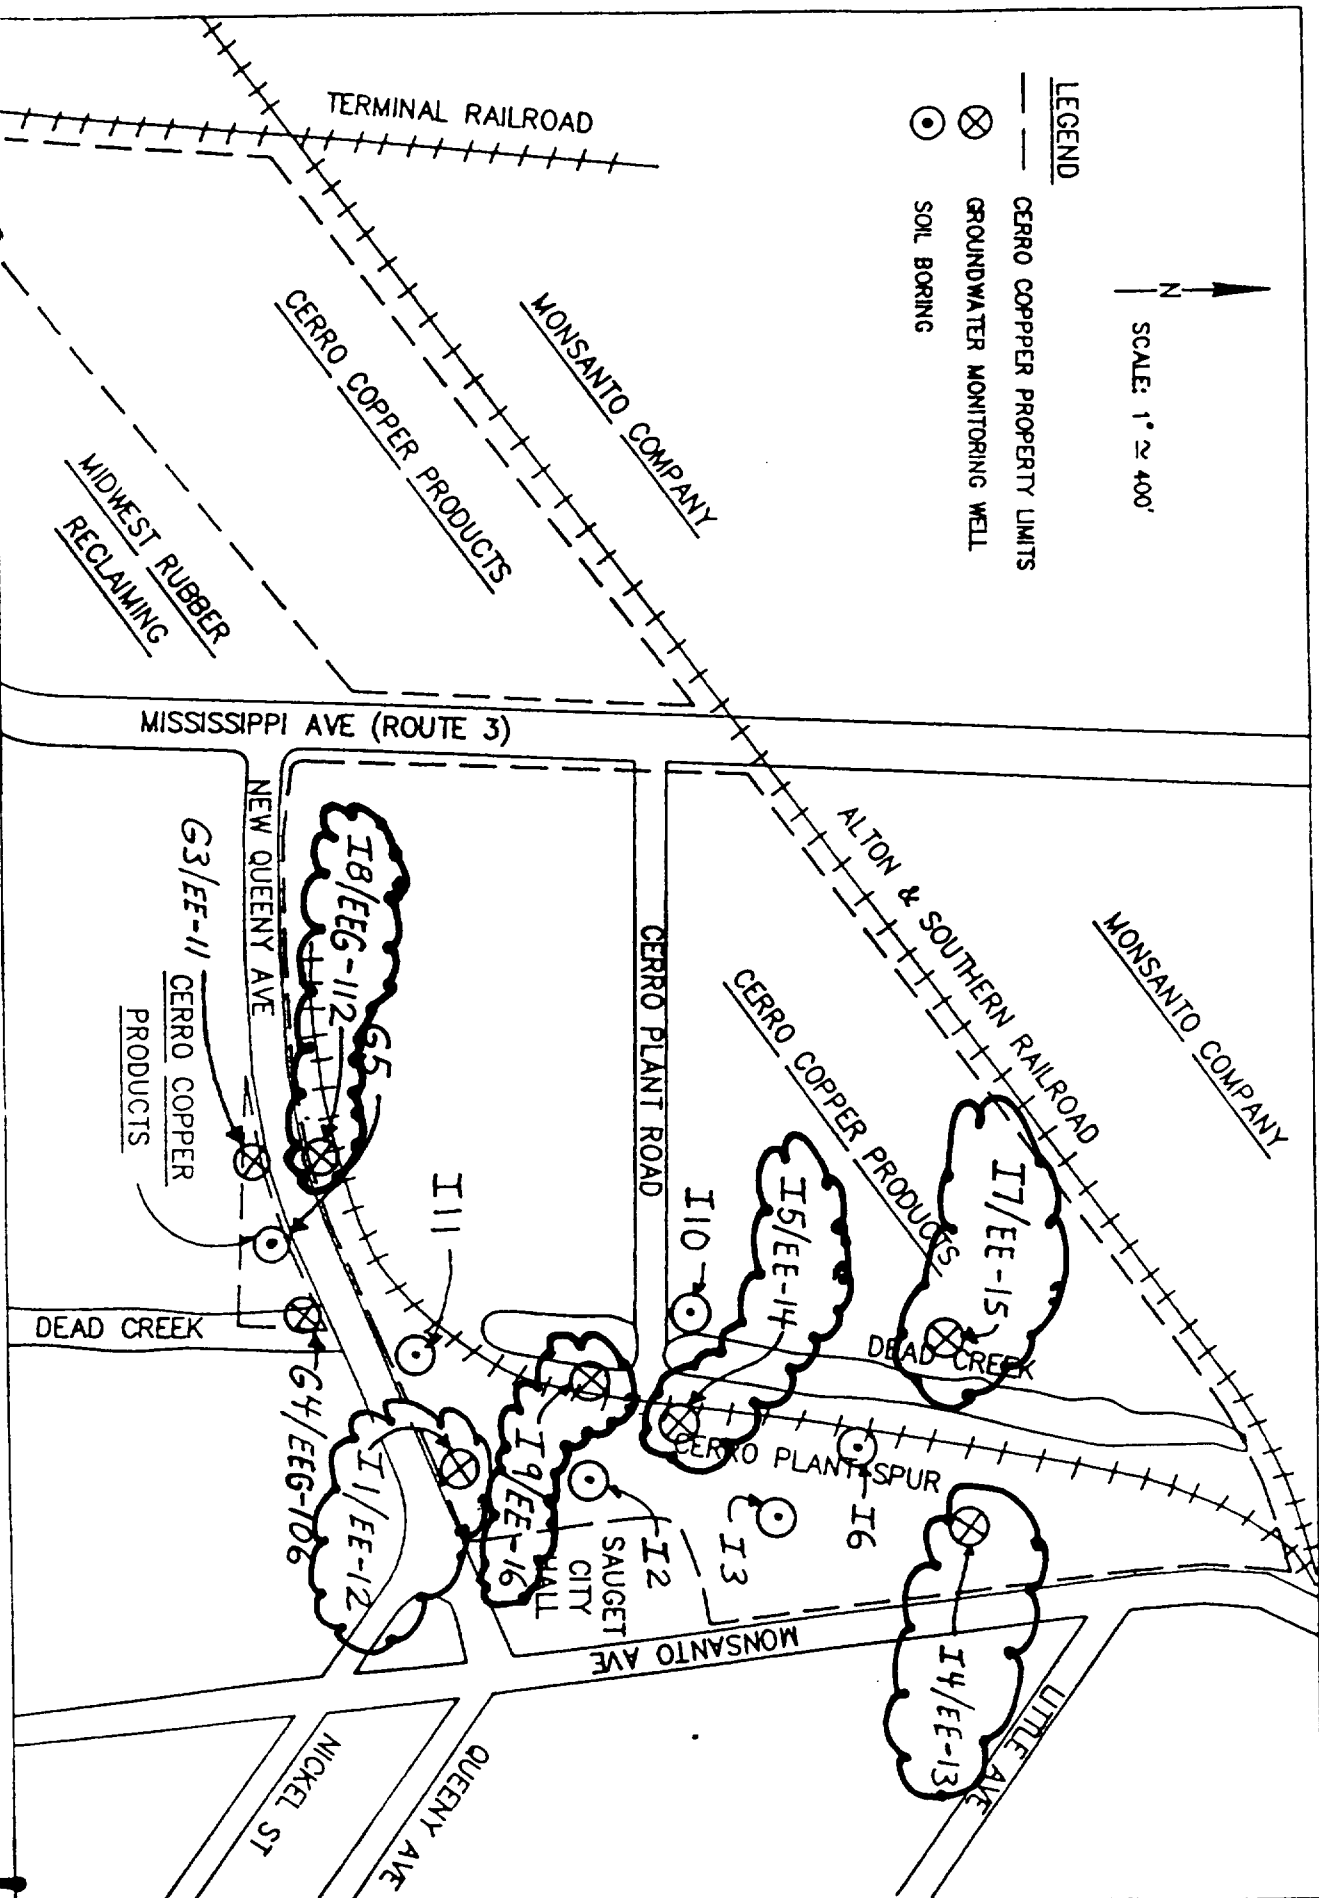 LEGEND
CERRO COPPPER PROPERTY LIMITS
GROUNDWATER MONITORING WELL
SOIL BORING
N
SCALE: 1" ≃ 400'
TERMINAL RAILROAD
MONSANTO COMPANY
CERRO COPPER PRODUCTS
MIDWEST RUBBER
RECLAIMING
MISSISSIPPI AVE (ROUTE 3)
ALTON & SOUTHERN RAILROAD
MONSANTO COMPANY
CERRO COPPER PRODUCTS
CERRO PLANT ROAD
NEW QUEENY AVE
I8/EEG-112
G5
G3/EE-11
CERRO COPPER
PRODUCTS
I11
I10
I5/EE-14
I7/EE-15
DEAD CREEK
DEAD CREEK
CERRO PLANT SPUR
G4/EEG-106
I1/EE-12
I9/EE-16
I2
I3
I6
I4/EE-13
SAUGET
CITY
HALL
MONSANTO AVE
LITTLE AVE
QUEENY AVE
NICKEL ST